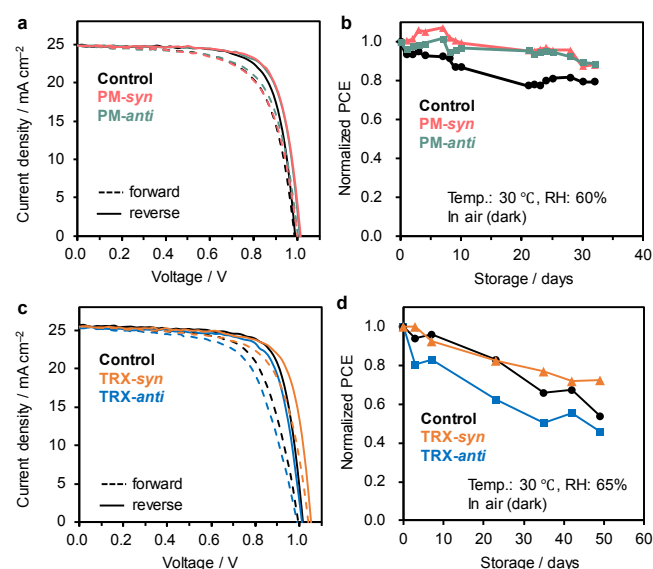 a
Current density / mA cm⁻²
30
25
20
15
10
5
0
Control
PM-syn
PM-anti
forward
reverse
0.0 0.2 0.4 0.6 0.8 1.0
Voltage / V
b
Normalized PCE
1.2
1.0
0.8
0.6
0.4
0.2
0.0
Control
PM-syn
PM-anti
Temp.: 30 ℃, RH: 60%
In air (dark)
0 10 20 30 40
Storage / days
c
Current density / mA cm⁻²
25
20
15
10
5
0
Control
TRX-syn
TRX-anti
forward
reverse
0.0 0.2 0.4 0.6 0.8 1.0
Voltage / V
d
Normalized PCE
1.0
0.8
0.6
0.4
0.2
0.0
Control
TRX-syn
TRX-anti
Temp.: 30 ℃, RH: 65%
In air (dark)
0 10 20 30 40 50 60
Storage / days